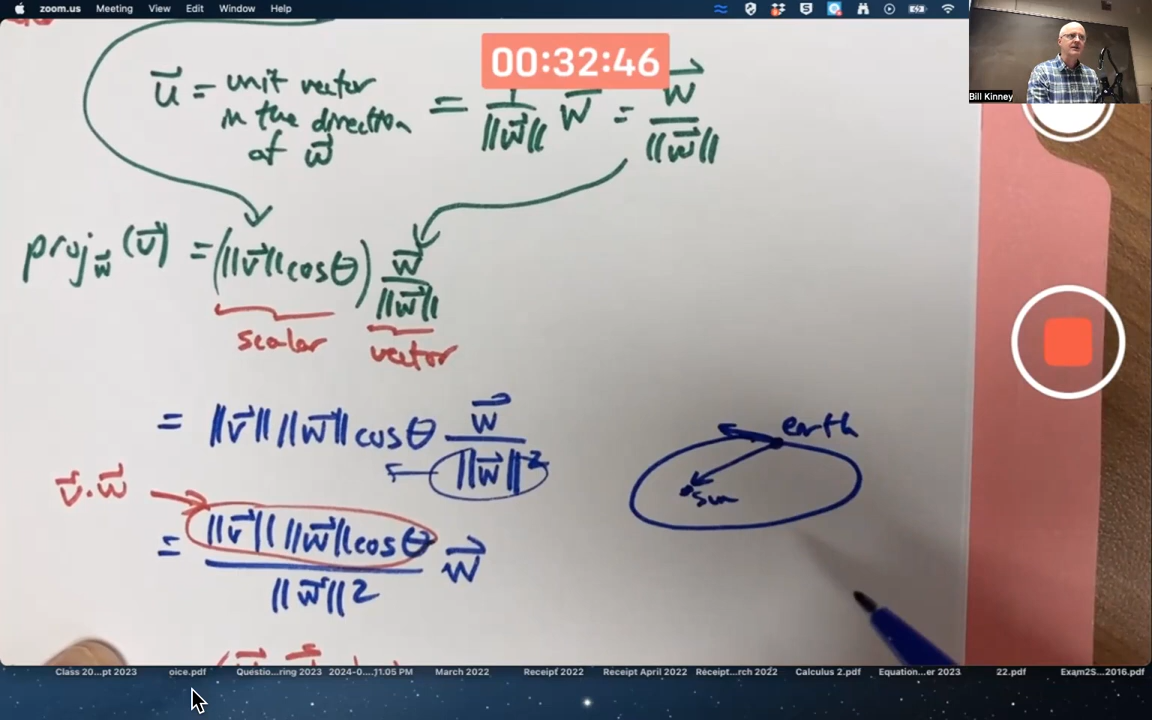 zoom.us Meeting View Edit Window Help
00:32:46
Bill Kinney
u⃗ = unit vector in the direction of w⃗ = 1/||w⃗|| w⃗ = w⃗/||w⃗||
proj_w⃗ (v⃗) = (||v⃗|| cosθ) w⃗/||w⃗||
scalar vector
= ||v⃗|| ||w⃗|| cosθ w⃗/||w⃗||²
earth
sun
v⃗·w⃗
= ||v⃗|| ||w⃗|| cosθ/||w⃗||² w⃗
Class 20...pt 2023 oice.pdf Questio...ring 2023 2024-0...11.05 PM March 2022 Receipt 2022 Receipt April 2022 Receipt...rch 2022 Calculus 2.pdf Equation...er 2023 22.pdf Exam2S...2016.pdf